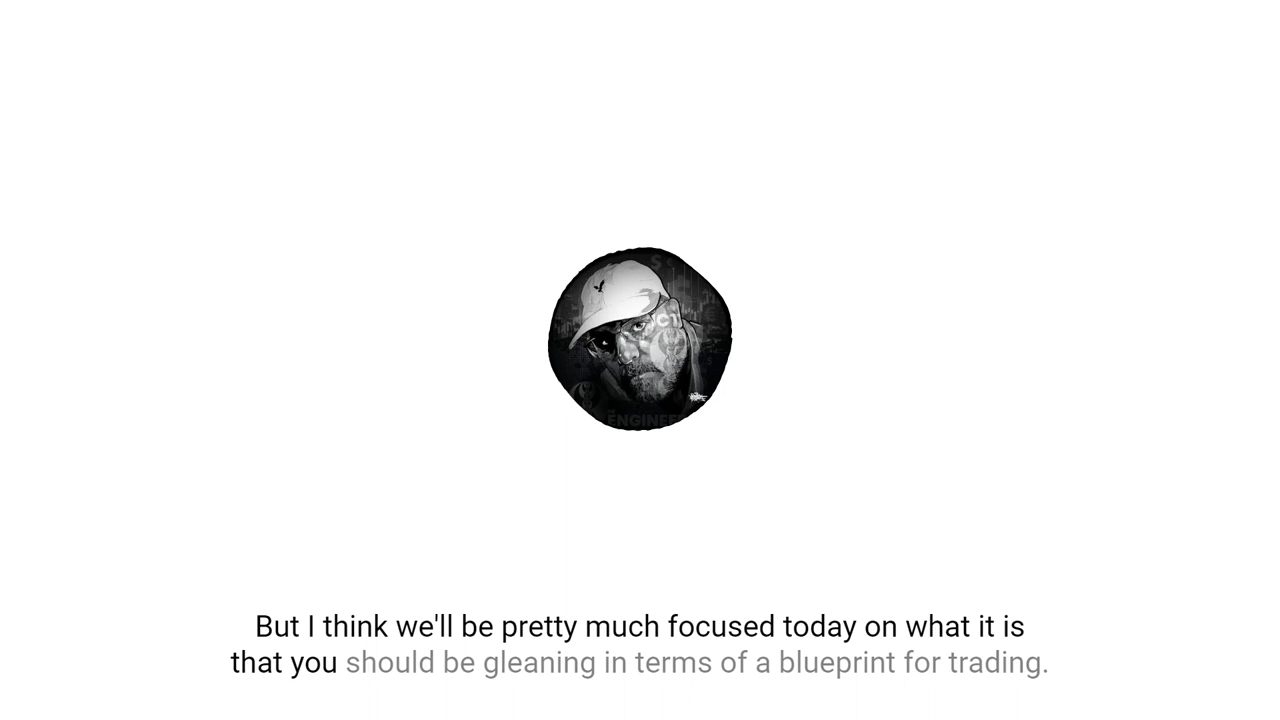 ENGINEE
But I think we'll be pretty much focused today on what it is
that you should be gleaning in terms of a blueprint for trading.